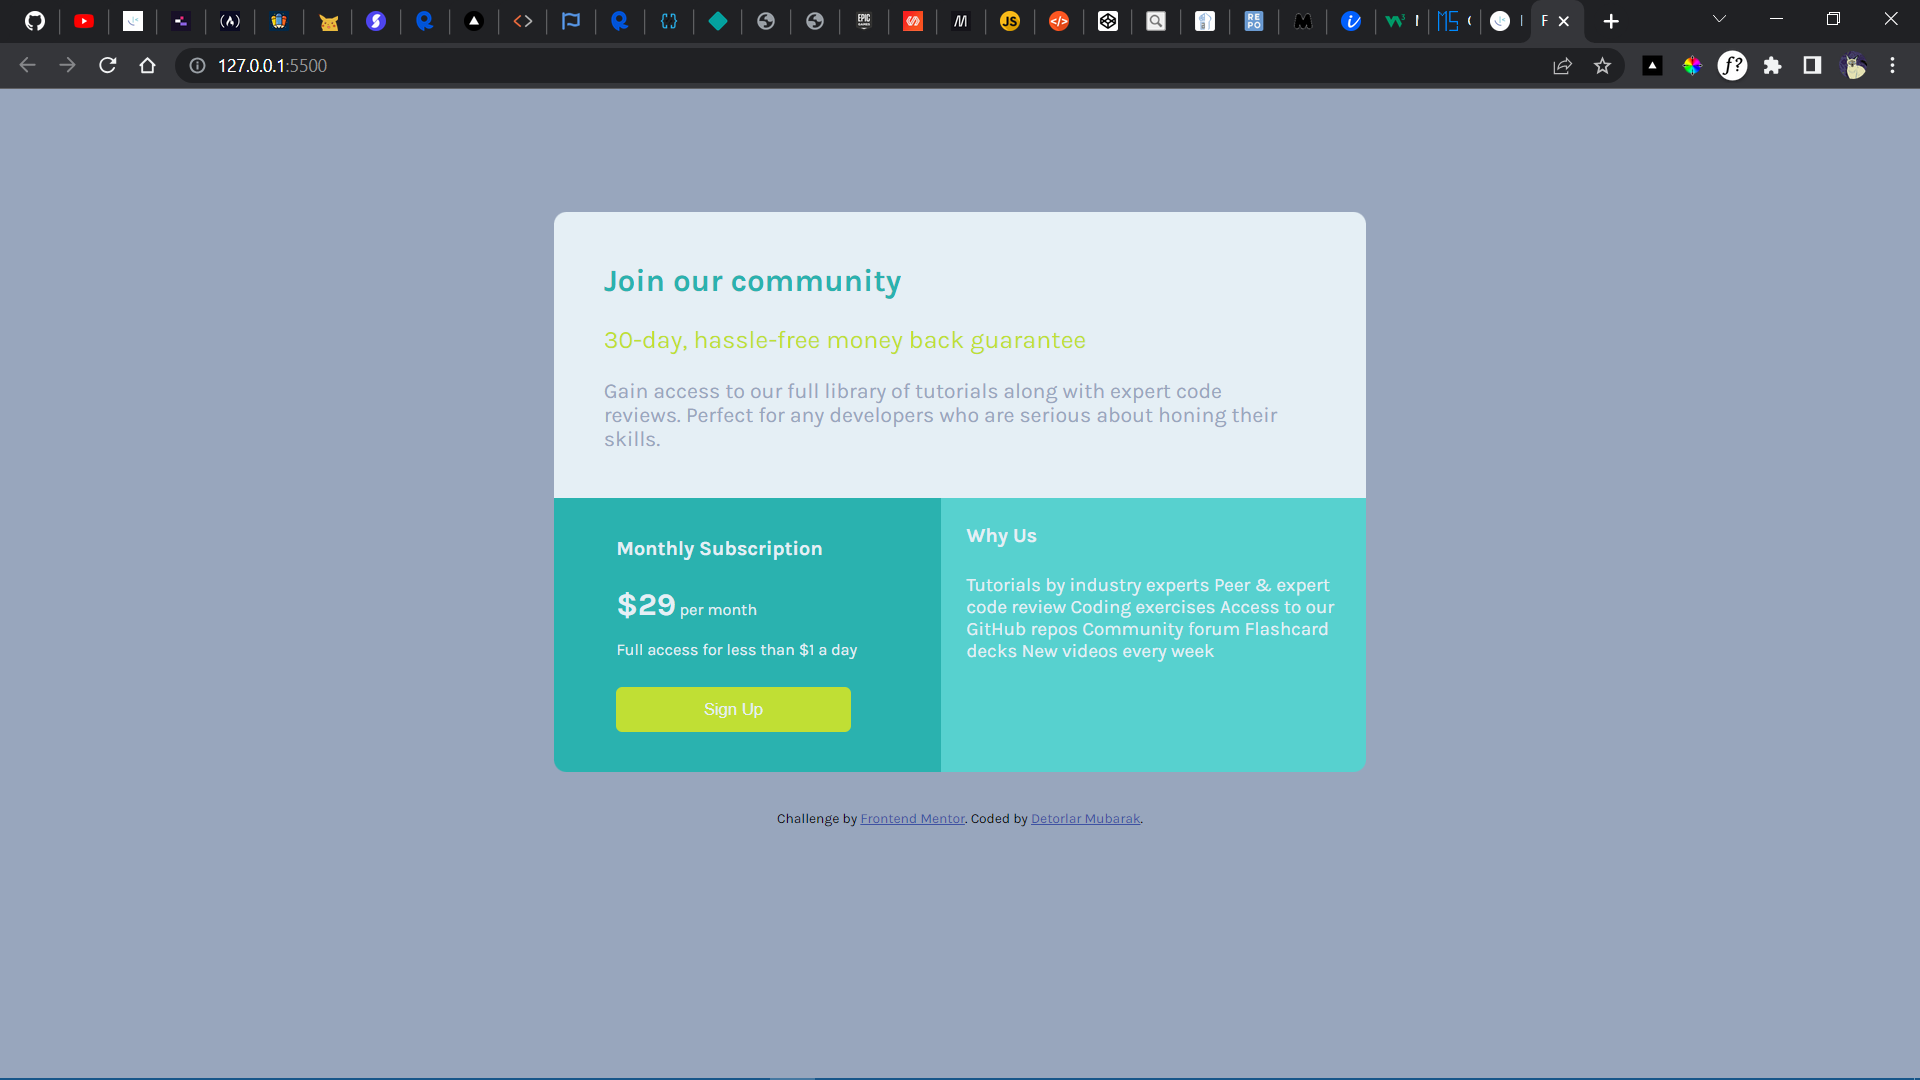 127.0.0.1:5500
Join our community
30-day, hassle-free money back guarantee
Gain access to our full library of tutorials along with expert code
reviews. Perfect for any developers who are serious about honing their
skills.
Monthly Subscription
$29 per month
Full access for less than $1 a day
Sign Up
Why Us
Tutorials by industry experts Peer & expert
code review Coding exercises Access to our
GitHub repos Community forum Flashcard
decks New videos every week
Challenge by Frontend Mentor. Coded by Detorlar Mubarak.